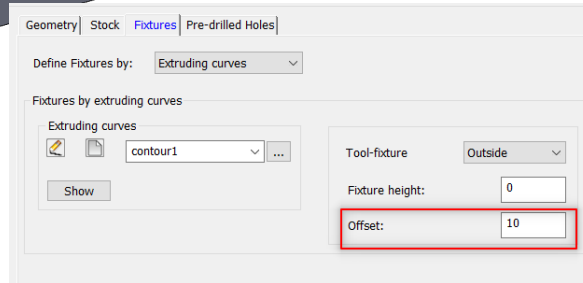 Geometry Stock Fixtures Pre-drilled Holes
Define Fixtures by: Extruding curves
Fixtures by extruding curves
Extruding curves
contour1 ...
Show
Tool-fixture Outside
Fixture height: 0
Offset: 10